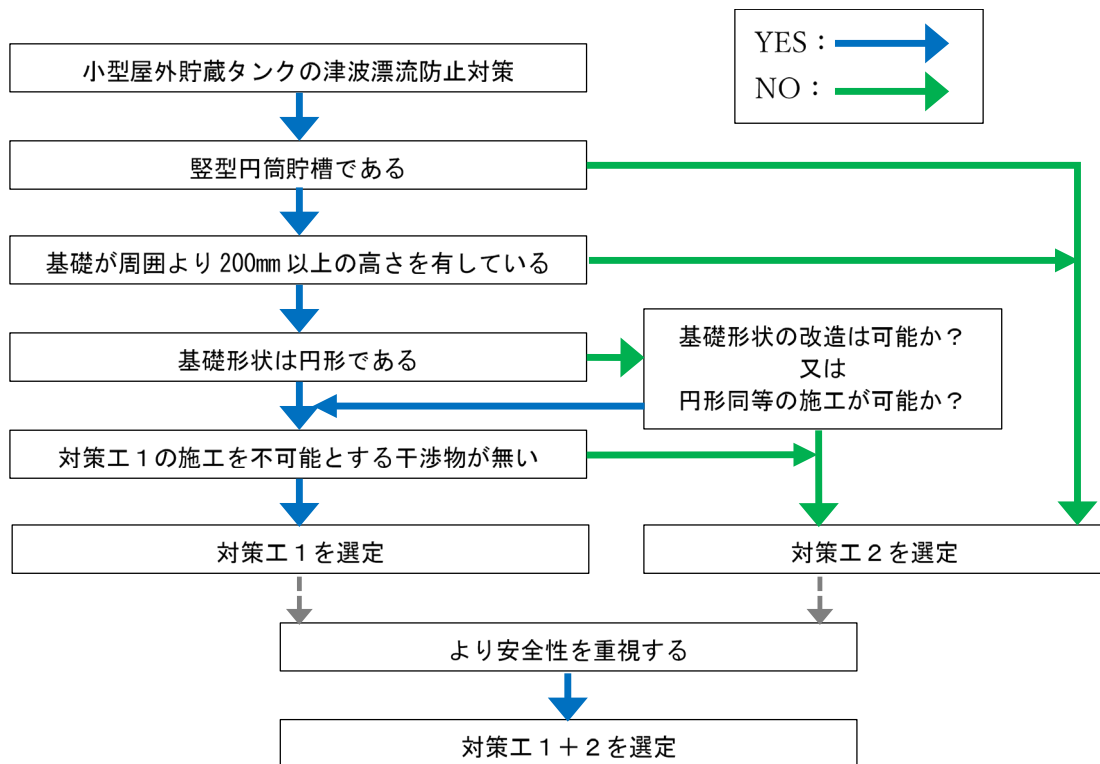 YES：
NO：
小型屋外貯蔵タンクの津波漂流防止対策
竪型円筒貯槽である
基礎が周囲より200mm以上の高さを有している
基礎形状は円形である
基礎形状の改造は可能か？
又は
円形同等の施工が可能か？
対策工１の施工を不可能とする干渉物が無い
対策工１を選定
対策工２を選定
より安全性を重視する
対策工１＋２を選定